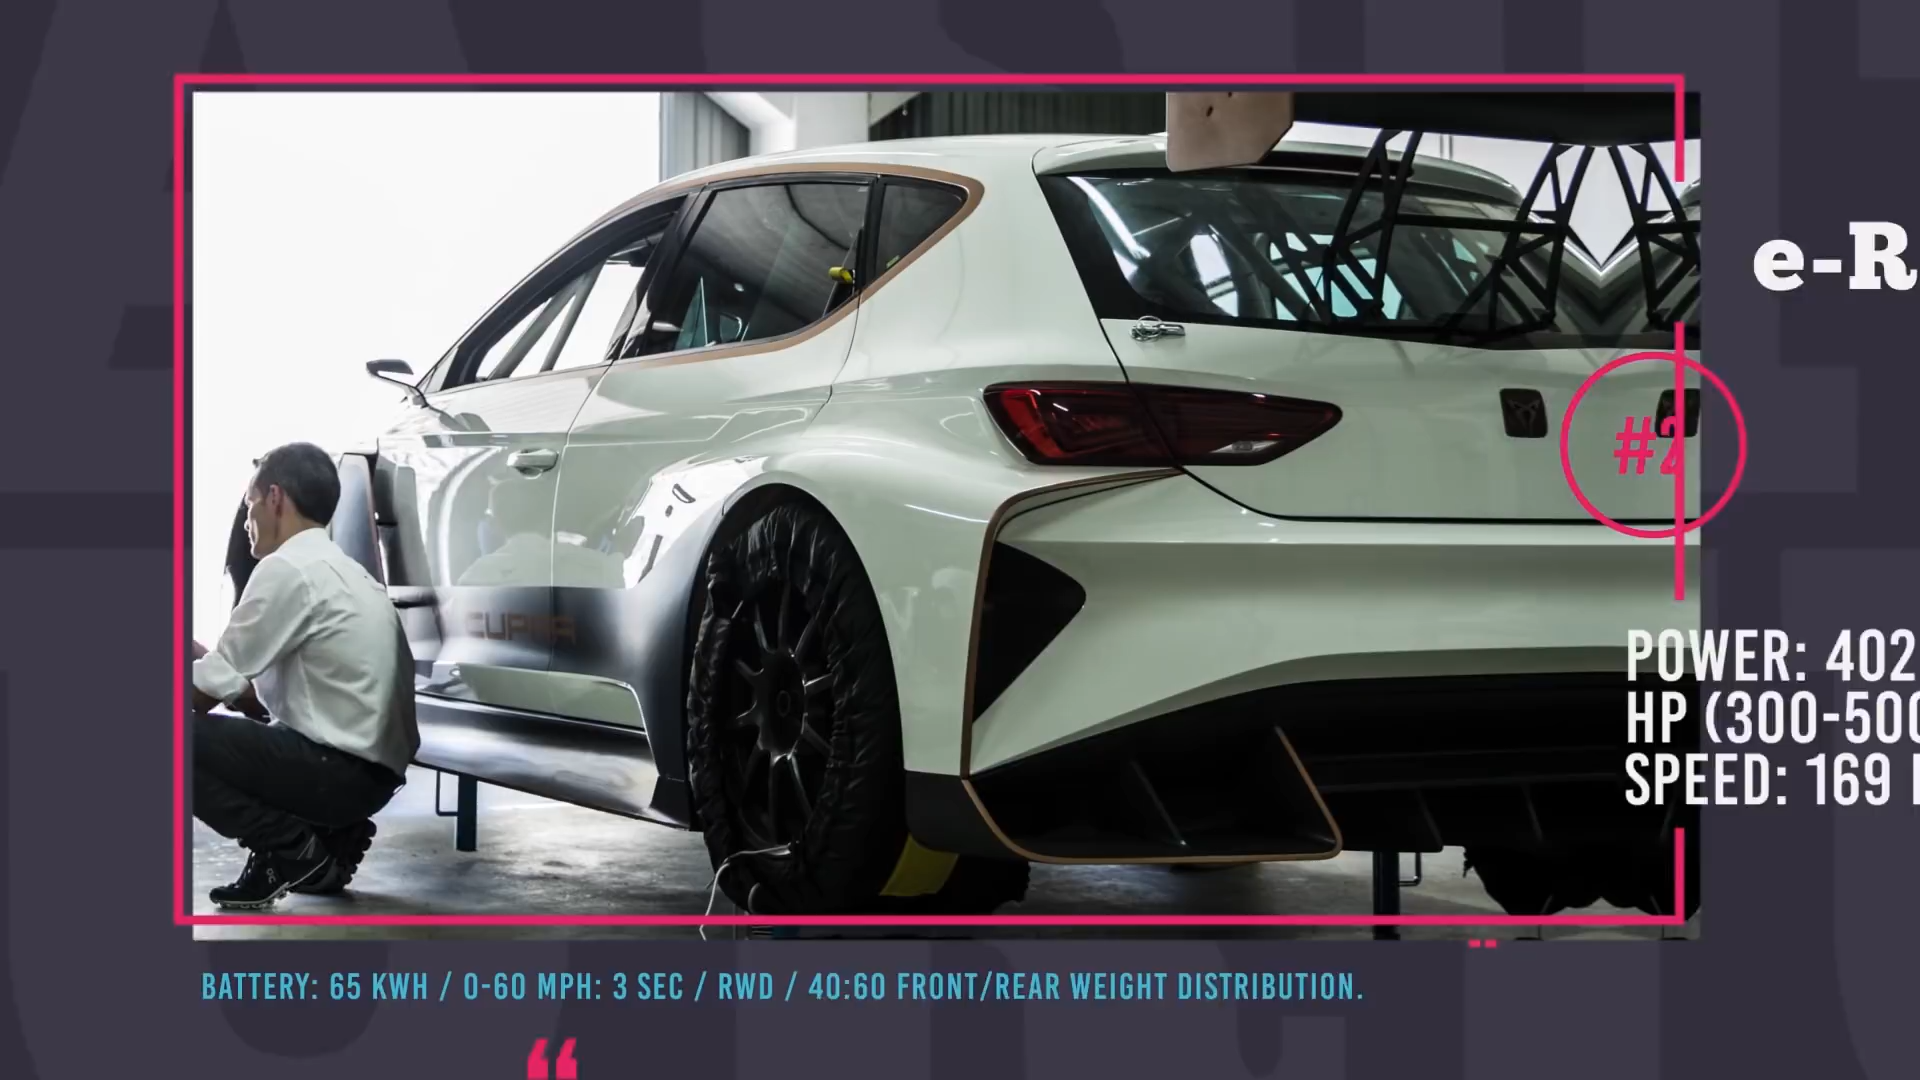 e-R
#2
POWER: 402
HP (300-500
SPEED: 169
CUPRA
BATTERY: 65 KWH / 0-60 MPH: 3 SEC / RWD / 40:60 FRONT/REAR WEIGHT DISTRIBUTION.
“